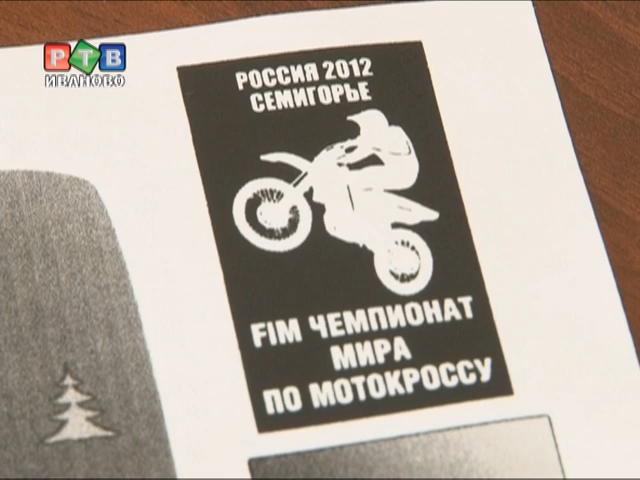 РТВ
ИВАНОВО
РОССИЯ 2012
СЕМИГОРЬЕ
FIM ЧЕМПИОНАТ
МИРА
ПО МОТОКРОССУ